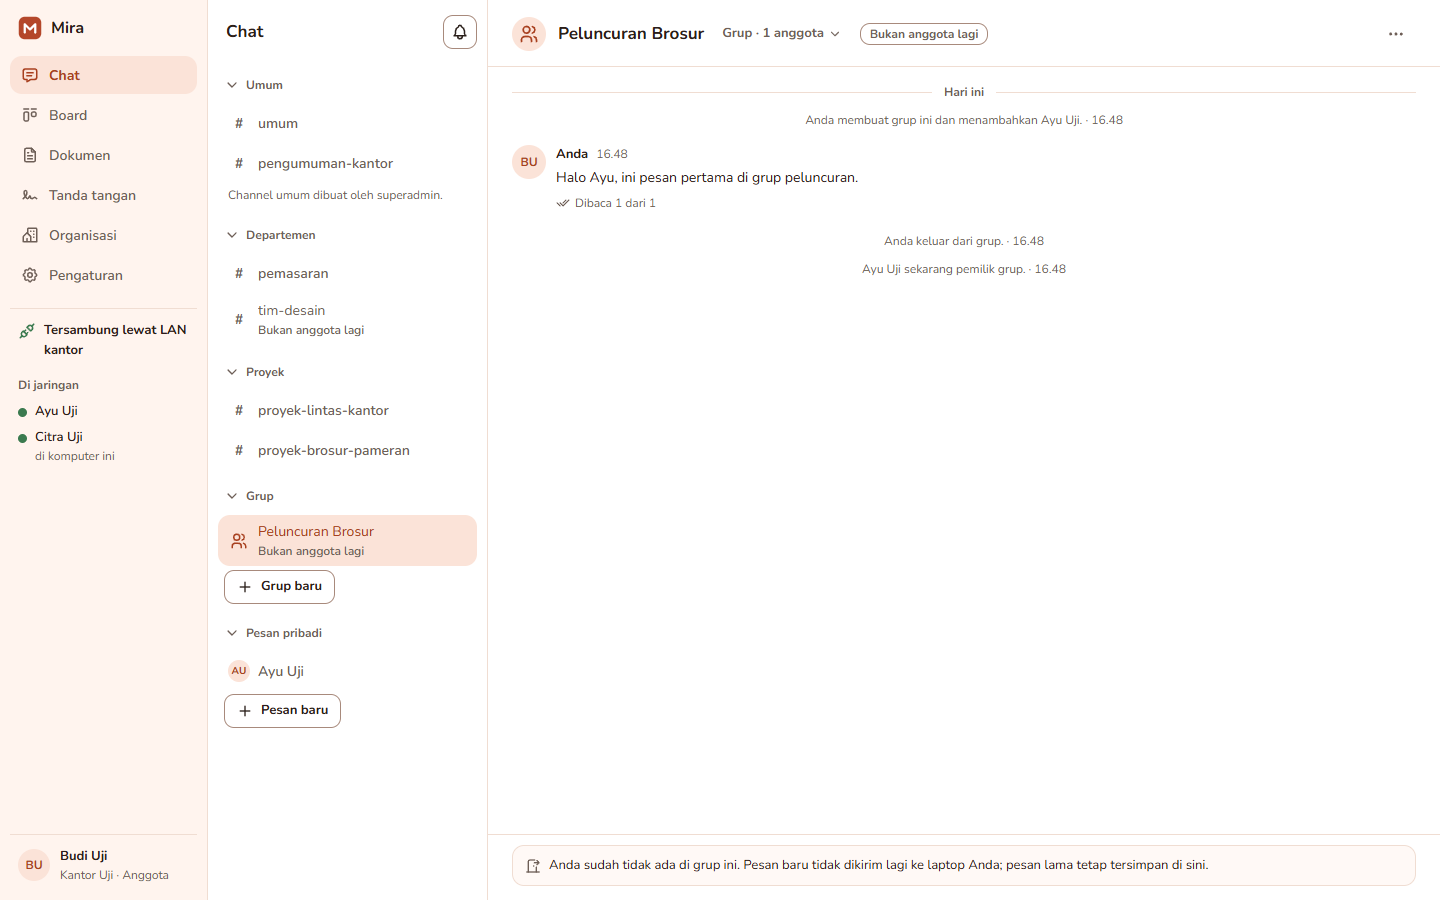 Mira
Chat
Board
Dokumen
Tanda tangan
Organisasi
Pengaturan
Tersambung lewat LAN
kantor
Di jaringan
Ayu Uji
Citra Uji
di komputer ini
BU
Budi Uji
Kantor Uji · Anggota
Chat
Umum
# umum
# pengumuman-kantor
Channel umum dibuat oleh superadmin.
Departemen
# pemasaran
# tim-desain
Bukan anggota lagi
Proyek
# proyek-lintas-kantor
# proyek-brosur-pameran
Grup
Peluncuran Brosur
Bukan anggota lagi
+ Grup baru
Pesan pribadi
AU Ayu Uji
+ Pesan baru
Peluncuran Brosur Grup · 1 anggota Bukan anggota lagi
Hari ini
Anda membuat grup ini dan menambahkan Ayu Uji. · 16.48
BU
Anda 16.48
Halo Ayu, ini pesan pertama di grup peluncuran.
Dibaca 1 dari 1
Anda keluar dari grup. · 16.48
Ayu Uji sekarang pemilik grup. · 16.48
Anda sudah tidak ada di grup ini. Pesan baru tidak dikirim lagi ke laptop Anda; pesan lama tetap tersimpan di sini.